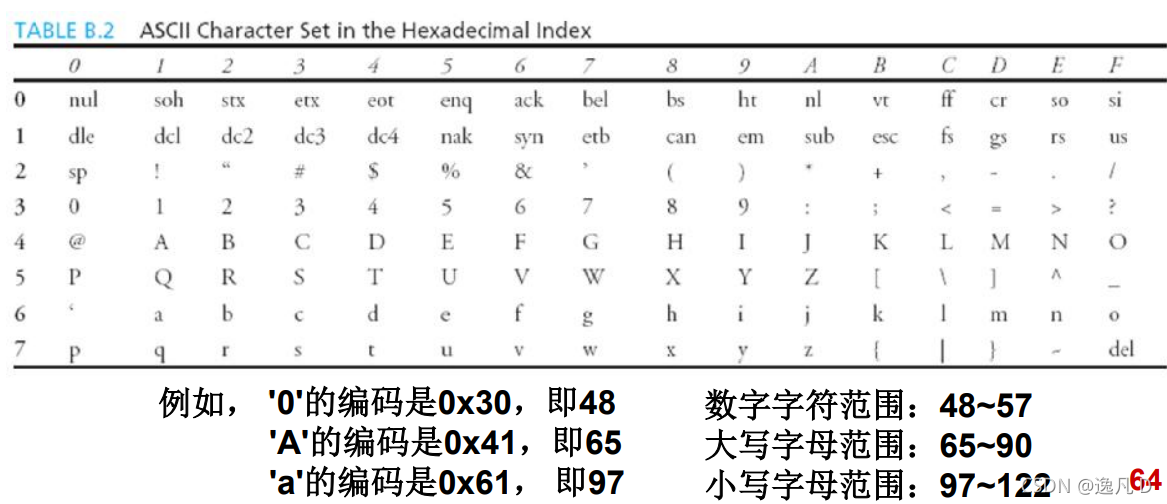 TABLE B.2 ASCII Character Set in the Hexadecimal Index
0 1 2 3 4 5 6 7 8 9 A B C D E F
0 nul soh stx etx eot enq ack bel bs ht nl vt ff cr so si
1 dle dcl dc2 dc3 dc4 nak syn etb can em sub esc fs gs rs us
2 sp ! “ # $ % & ’ ( ) * + , - . /
3 0 1 2 3 4 5 6 7 8 9 : ; < = > ?
4 @ A B C D E F G H I J K L M N O
5 P Q R S T U V W X Y Z [ \ ] ^ _
6 ‘ a b c d e f g h i j k l m n o
7 p q r s t u v w x y z { | } ~ del
例如， '0'的编码是0x30，即48 数字字符范围：48~57
'A'的编码是0x41，即65 大写字母范围：65~90
'a'的编码是0x61， 即97 小写字母范围：97~122 64
CSDN @逸凡